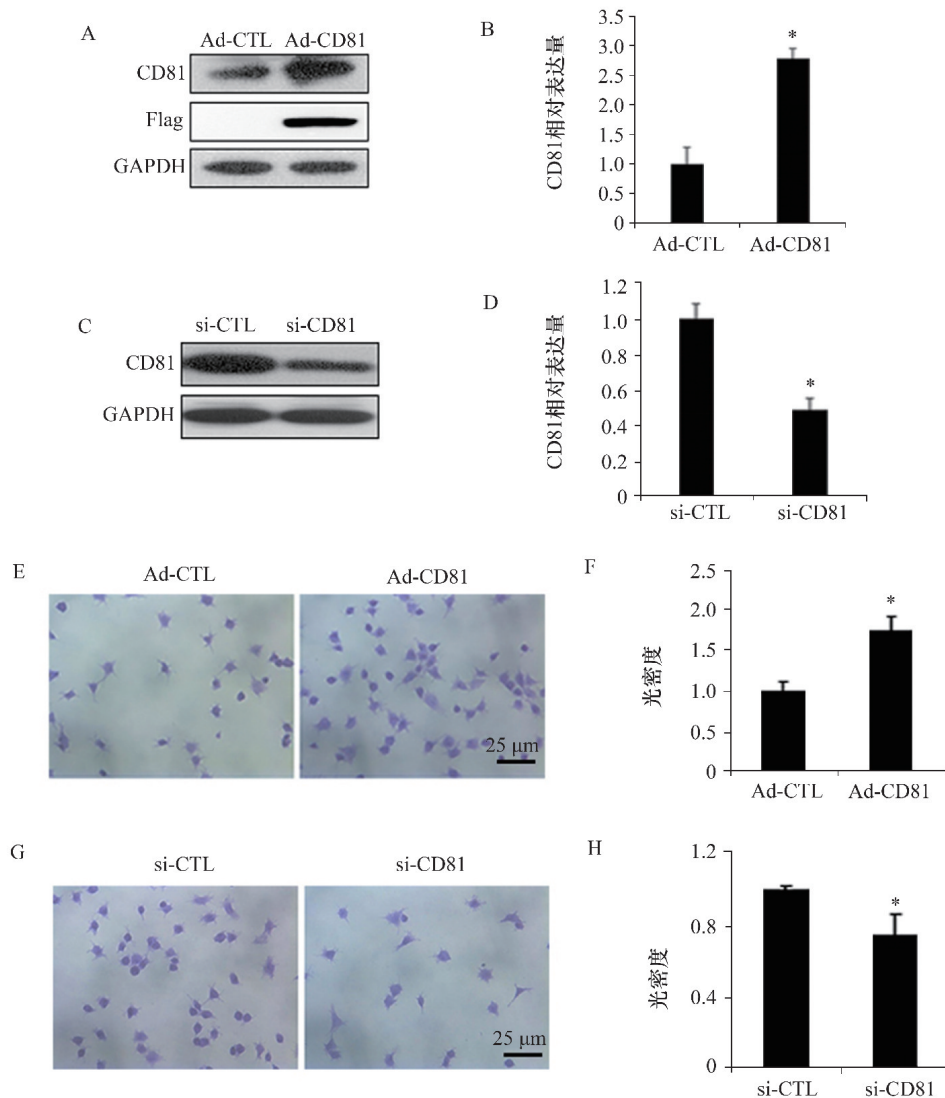 A
Ad-CTL Ad-CD81
CD81
Flag
GAPDH
B
CD81相对表达量
3.5
3.0
2.5
2.0
1.5
1.0
0.5
0
*
Ad-CTL Ad-CD81
C
si-CTL si-CD81
CD81
GAPDH
D
CD81相对表达量
1.2
1.0
0.8
0.6
0.4
0.2
0
*
si-CTL si-CD81
E
Ad-CTL Ad-CD81
25 μm
F
光密度
2.5
2.0
1.5
1.0
0.5
0
*
Ad-CTL Ad-CD81
G
si-CTL si-CD81
25 μm
H
光密度
1.2
0.8
0.4
0
*
si-CTL si-CD81